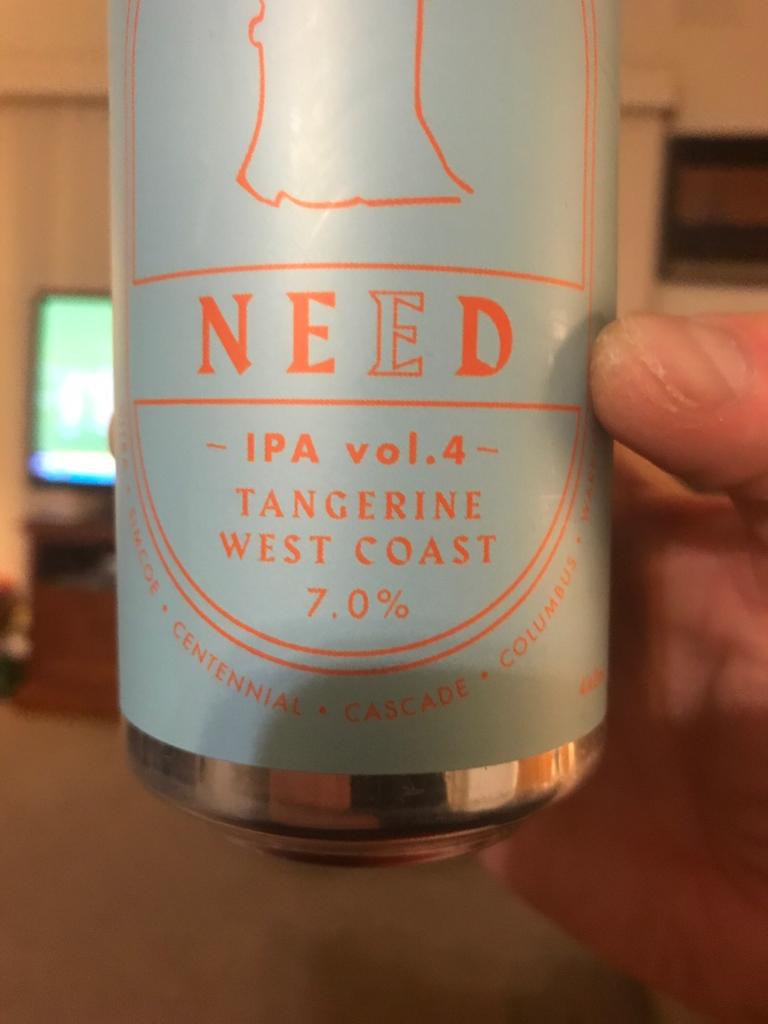 NEED
- IPA vol.4 -
TANGERINE
WEST COAST
7.0%
SIMCOE • CENTENNIAL • CASCADE • COLUMBUS •